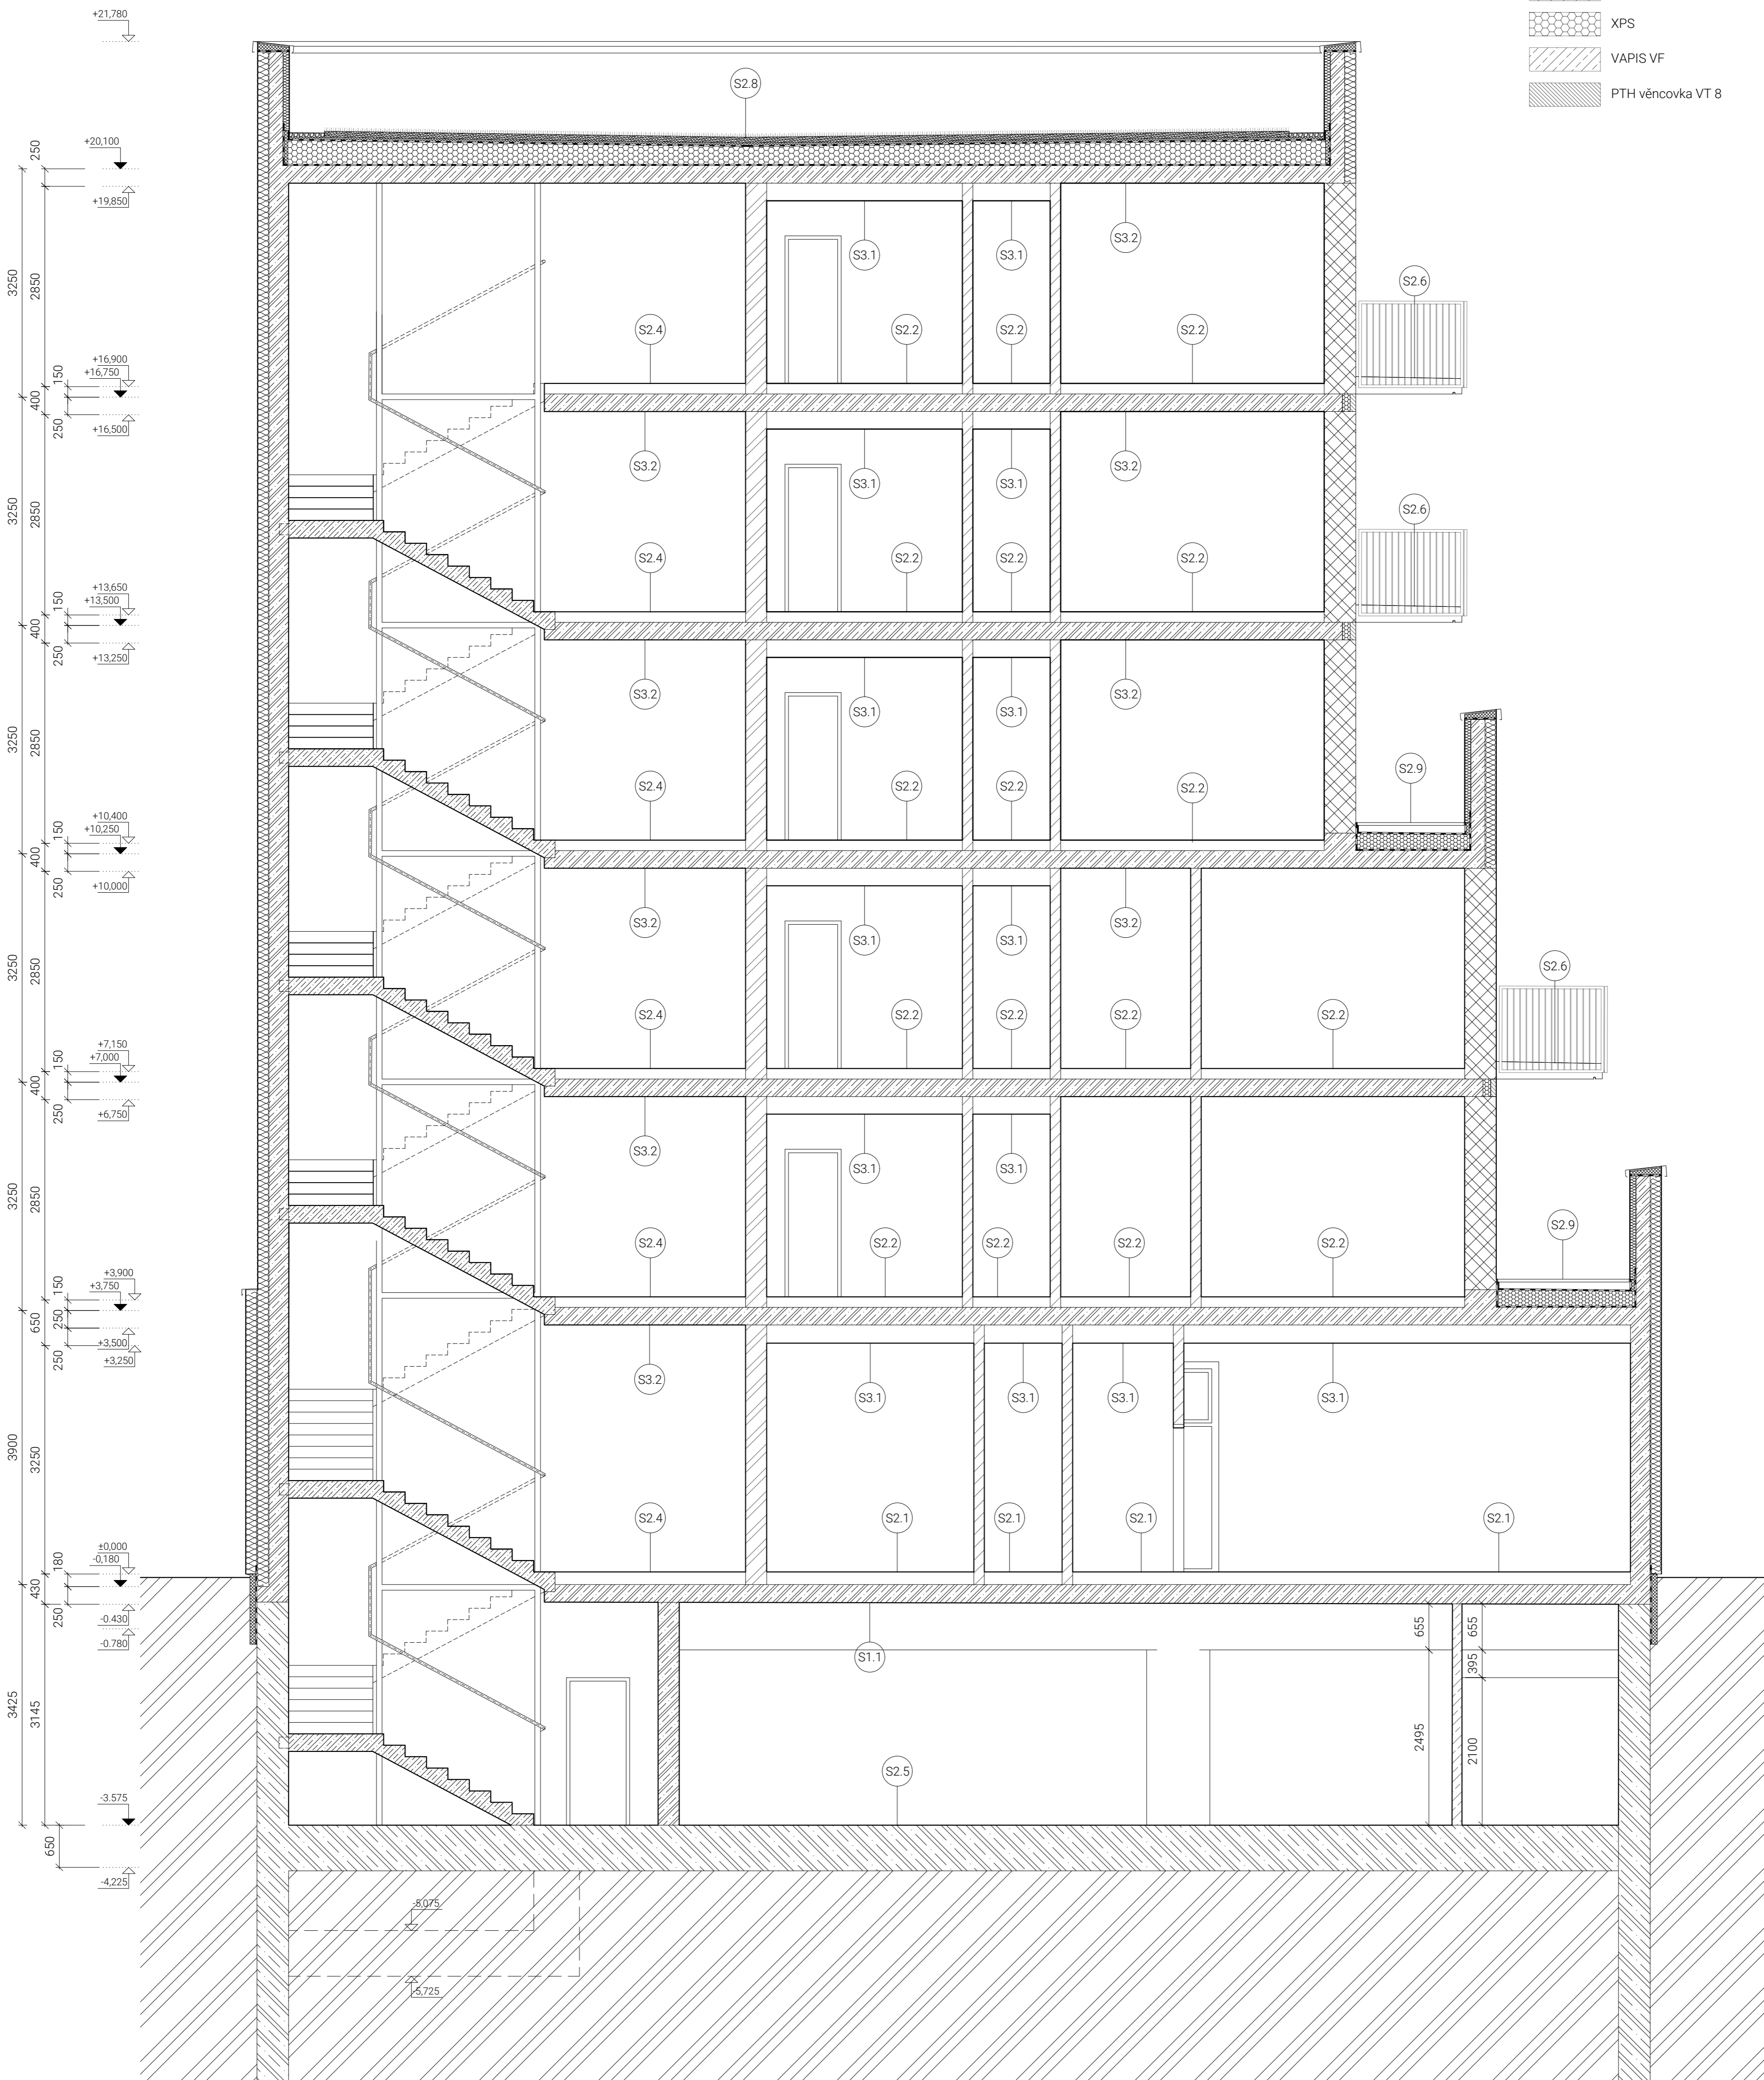 XPS
VAPIS VF
PTH věncovka VT 8
+21,780
S2.8
250
+20,100
+19,850
S3.1
S3.1
S3.2
3250
2850
S2.6
S2.4
S2.2
S2.2
S2.2
+16,900
+16,750
150
400
250
+16,500
S3.2
S3.1
S3.1
S3.2
3250
2850
S2.6
S2.4
S2.2
S2.2
S2.2
+13,650
+13,500
150
400
250
+13,250
S3.2
S3.1
S3.1
S3.2
3250
2850
S2.9
S2.4
S2.2
S2.2
S2.2
+10,400
+10,250
150
400
250
+10,000
S3.2
S3.1
S3.1
S3.2
3250
2850
S2.6
S2.4
S2.2
S2.2
S2.2
S2.2
+7,150
+7,000
150
400
250
+6,750
S3.2
S3.1
S3.1
3250
2850
S2.9
S2.4
S2.2
S2.2
S2.2
S2.2
+3,900
+3,750
150
650
250
+3,500
250
+3,250
S3.2
S3.1
S3.1
S3.1
S3.1
3900
3250
S2.4
S2.1
S2.1
S2.1
S2.1
±0,000
-0,180
180
430
250
-0.430
-0.780
S1.1
655
655
395
3425
3145
2495
2100
S2.5
-3.575
650
-4,225
-5,075
-5,725